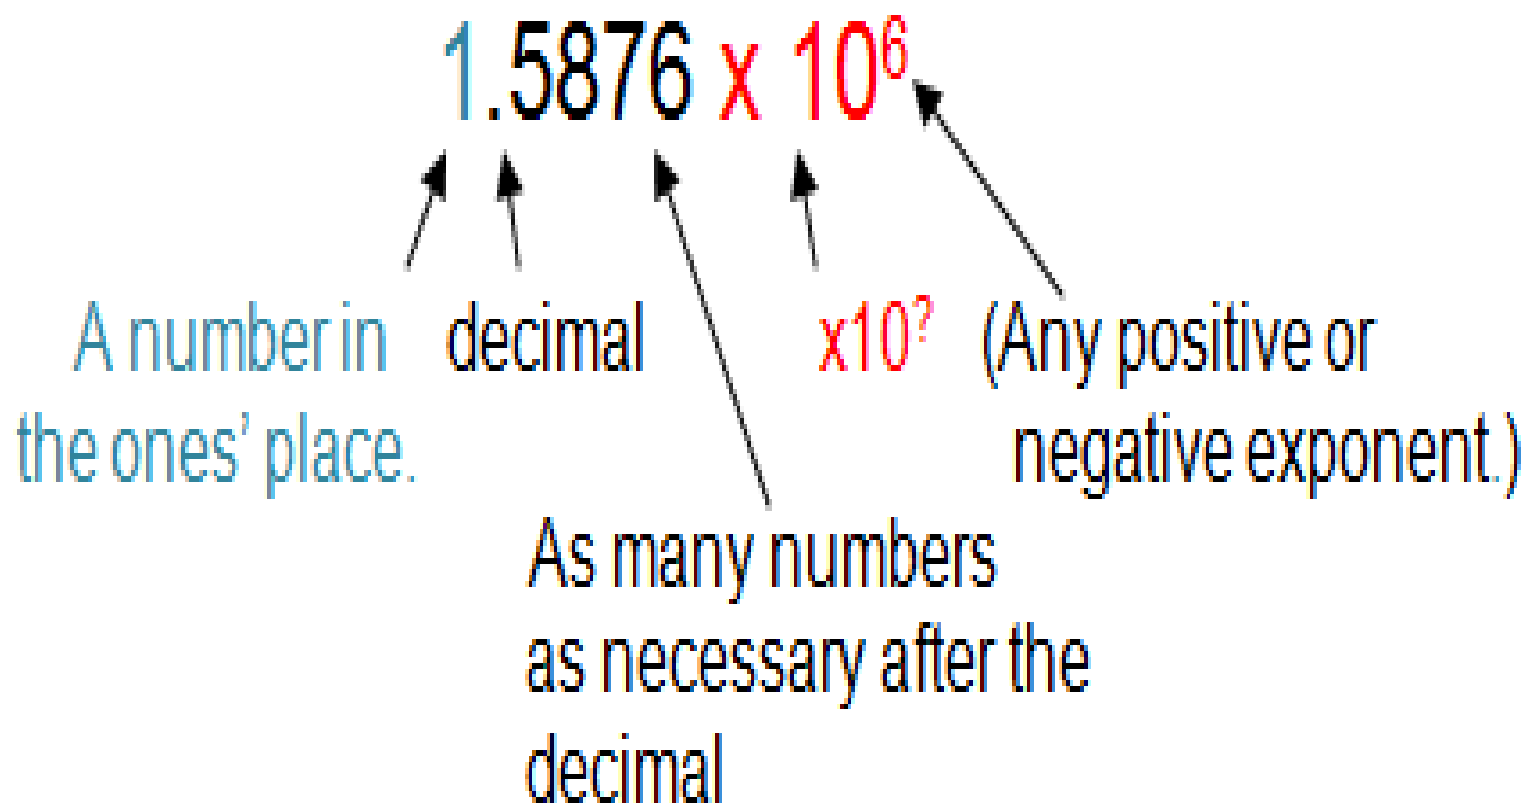 1.5876 x 10⁶
A number in
the ones’ place.
decimal
x10?
(Any positive or
negative exponent.)
As many numbers
as necessary after the
decimal